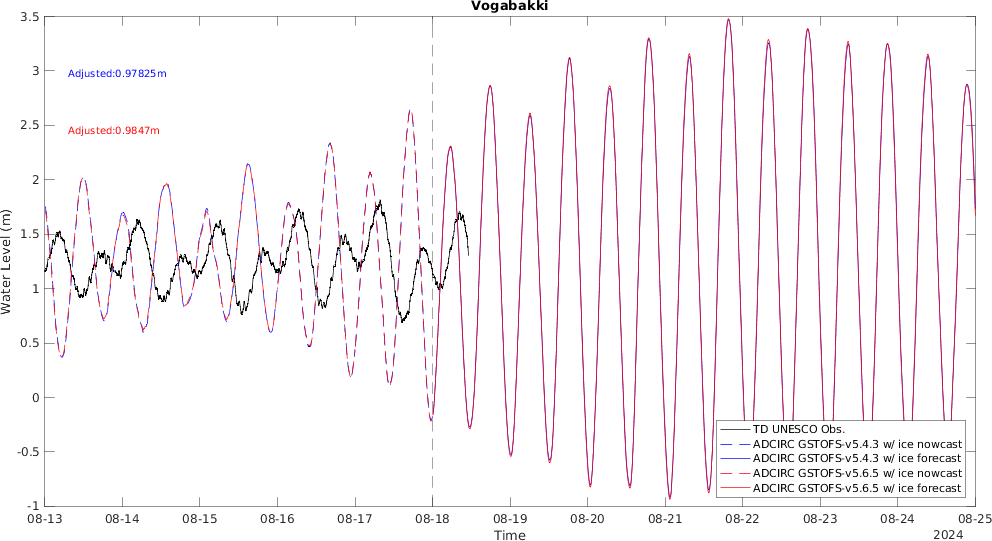 Vogabakki
3.5
3
2.5
2
1.5
1
0.5
0
-0.5
-1
Water Level (m)
Adjusted:0.97825m
Adjusted:0.9847m
TD UNESCO Obs.
ADCIRC GSTOFS-v5.4.3 w/ ice nowcast
ADCIRC GSTOFS-v5.4.3 w/ ice forecast
ADCIRC GSTOFS-v5.6.5 w/ ice nowcast
ADCIRC GSTOFS-v5.6.5 w/ ice forecast
08-13 08-14 08-15 08-16 08-17 08-18 08-19 08-20 08-21 08-22 08-23 08-24 08-25
Time
2024